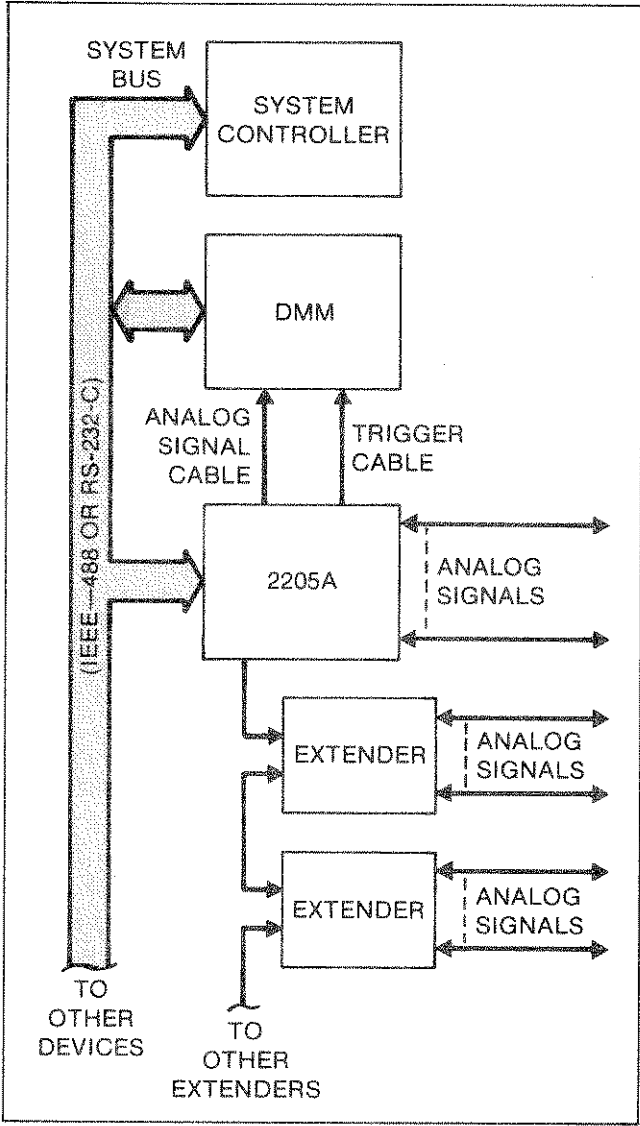 SYSTEM
BUS
SYSTEM
CONTROLLER
DMM
ANALOG
SIGNAL
CABLE
TRIGGER
CABLE
(IEEE—488 OR RS-232-C)
2205A
ANALOG
SIGNALS
EXTENDER
ANALOG
SIGNALS
EXTENDER
ANALOG
SIGNALS
TO
OTHER
DEVICES
TO
OTHER
EXTENDERS